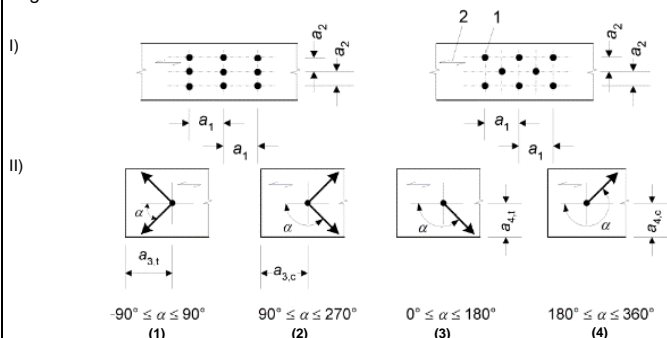 I)
a₂
a₂
2
1
a₂
a₂
a₁
a₁
a₁
a₁
II)
α
α
α
α
a₃,t
a₃,c
a₄,t
a₄,c
-90° ≤ α ≤ 90°
90° ≤ α ≤ 270°
0° ≤ α ≤ 180°
180° ≤ α ≤ 360°
(1)
(2)
(3)
(4)